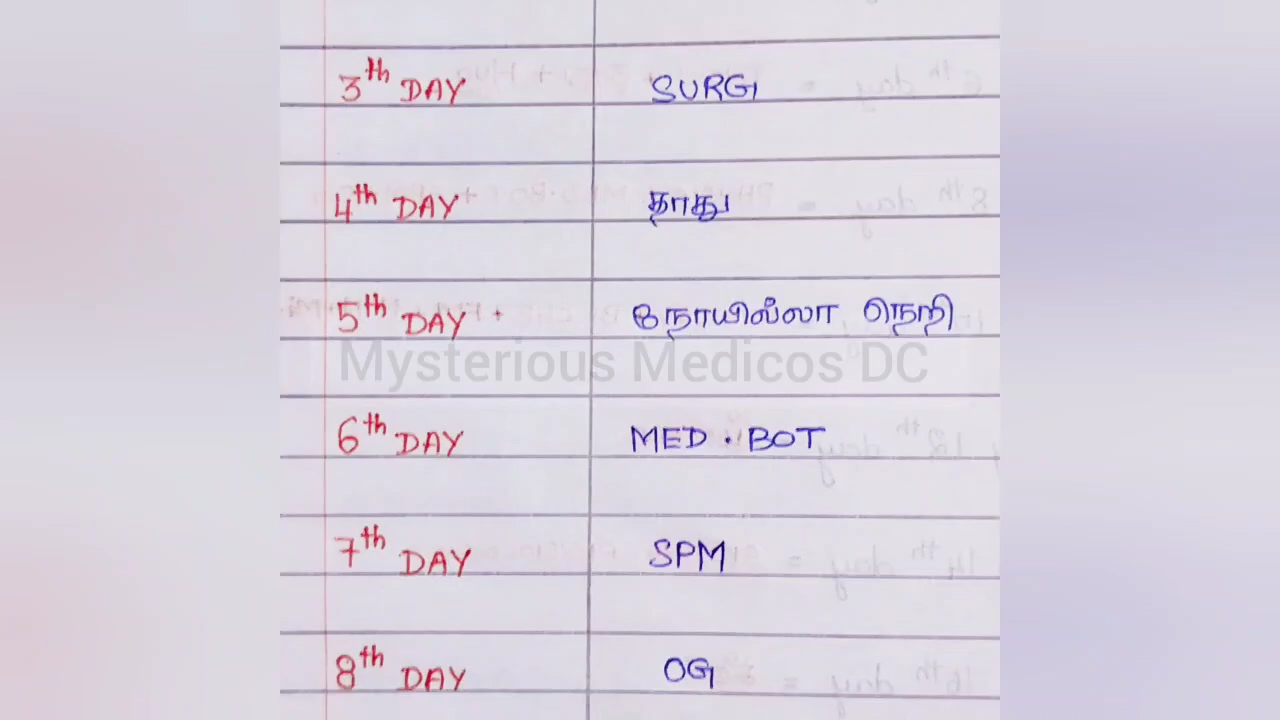 3th DAY SURGI
4th DAY தாது
5th DAY நோயில்லா நெறி
Mysterious Medicos DC
6th DAY MED. BOT
7th DAY SPM
8th DAY OG